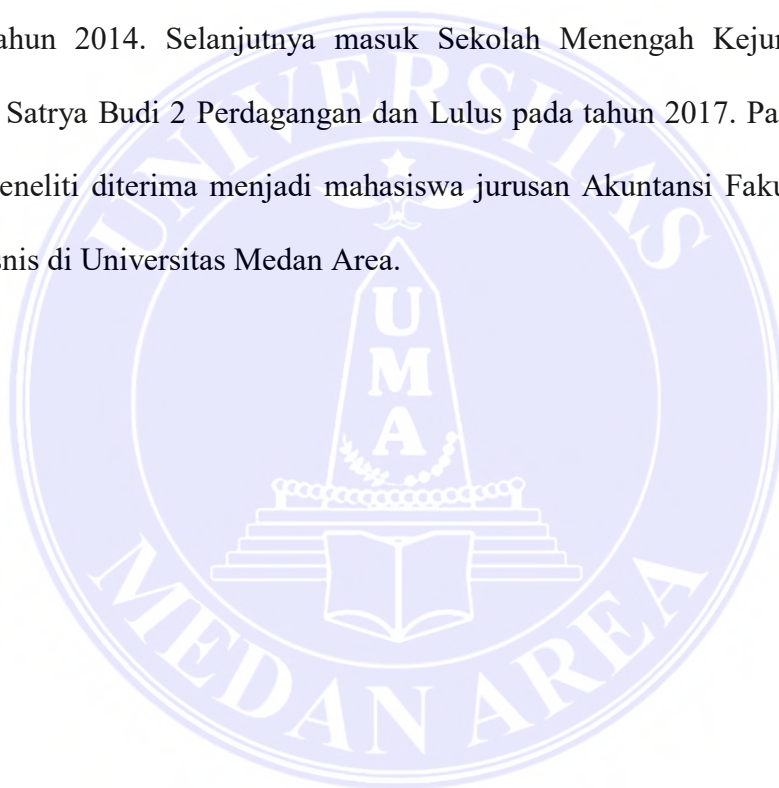 ahun 2014. Selanjutnya masuk Sekolah Menengah Kejur
Satrya Budi 2 Perdagangan dan Lulus pada tahun 2017. Pa
eneliti diterima menjadi mahasiswa jurusan Akuntansi Faku
snis di Universitas Medan Area.
UNIVERSITAS
UMA
MEDAN AREA